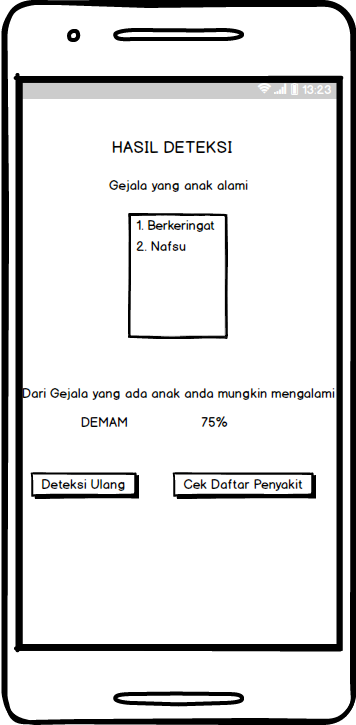 13:23
HASIL DETEKSI
Gejala yang anak alami
1. Berkeringat
2. Nafsu
Dari Gejala yang ada anak anda mungkin mengalami
DEMAM 75%
Deteksi Ulang Cek Daftar Penyakit